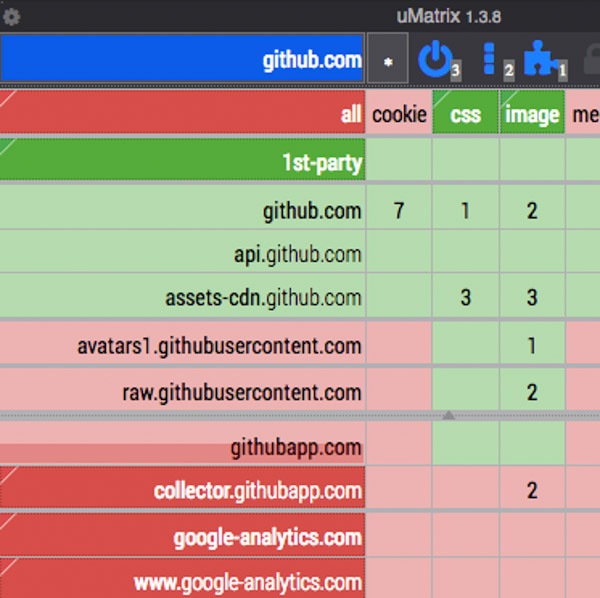 uMatrix 1.3.8
github.com * 3 2 1
all cookie css image me
1st-party
github.com 7 1 2
api.github.com
assets-cdn.github.com 3 3
avatars1.githubusercontent.com 1
raw.githubusercontent.com 2
githubapp.com
collector.githubapp.com 2
google-analytics.com
www.google-analytics.com